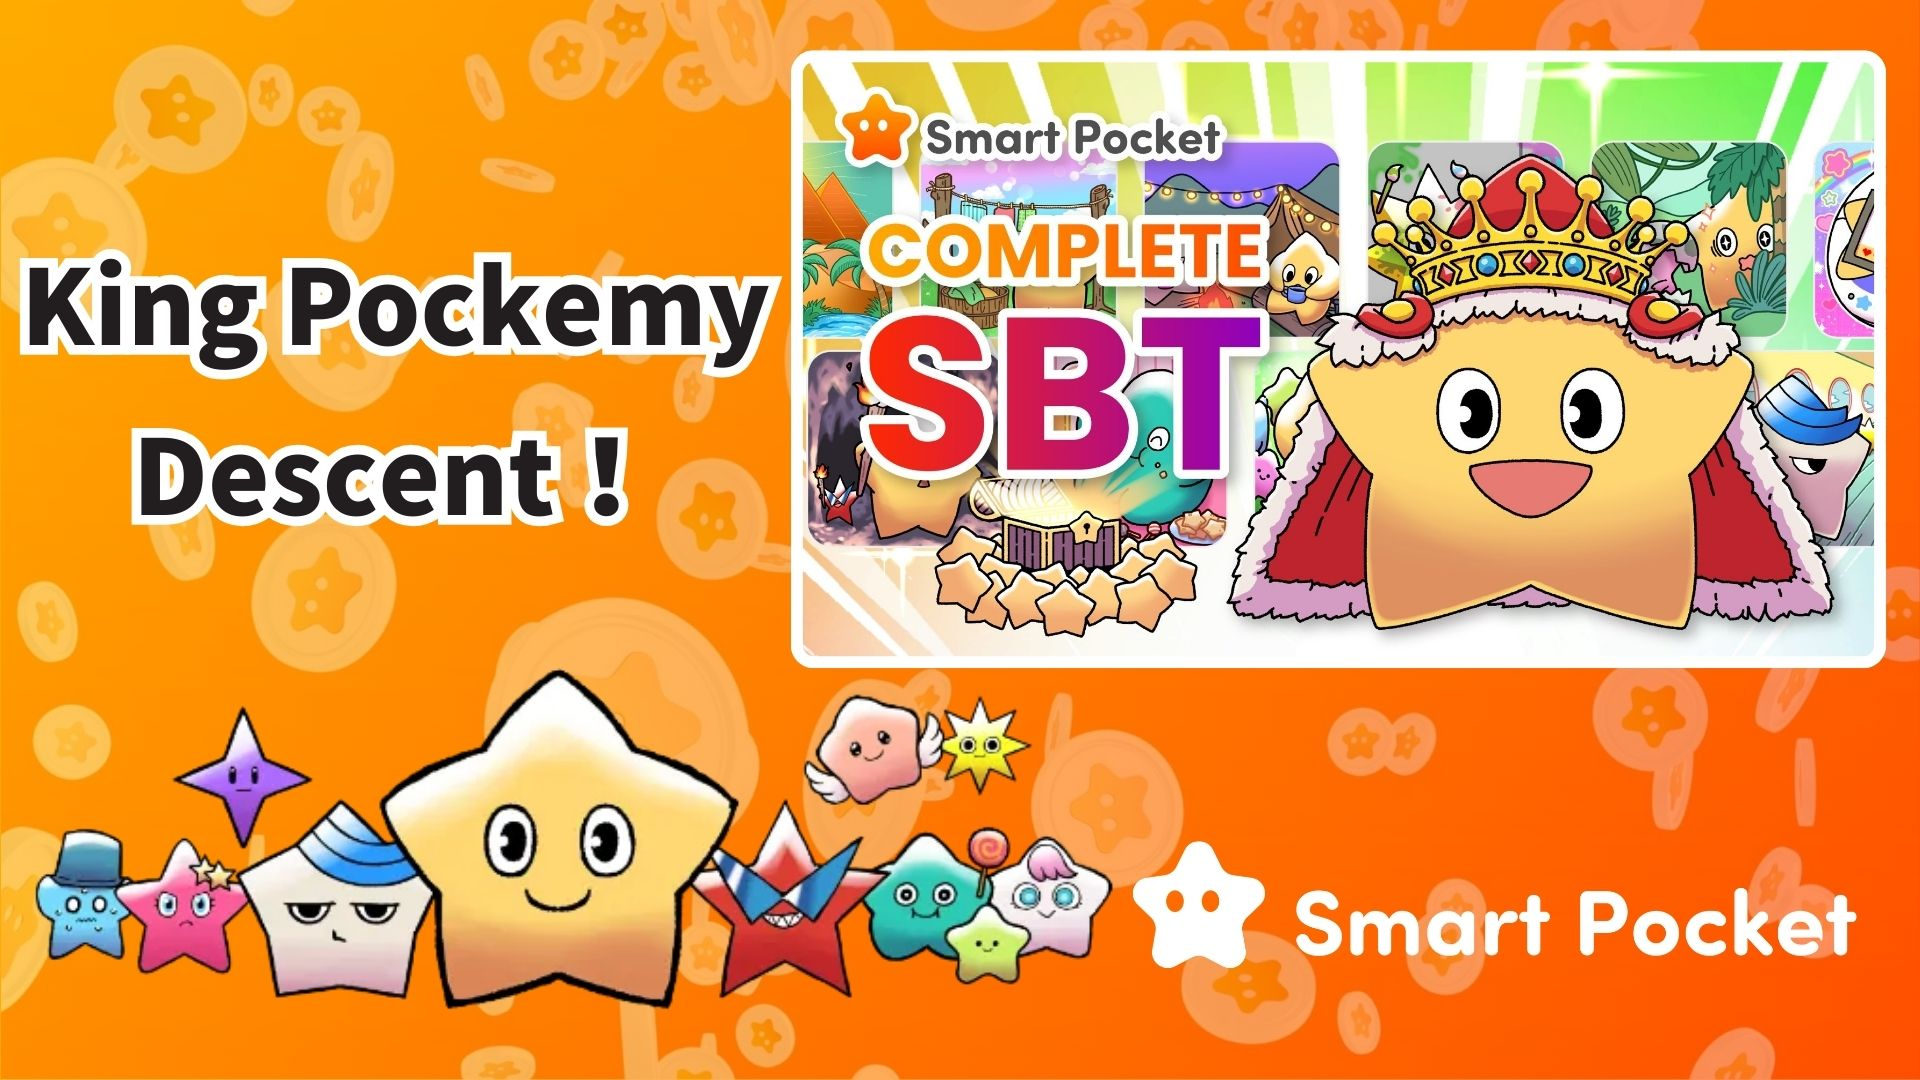 King Pockemy
Descent !
Smart Pocket
COMPLETE
SBT
Smart Pocket